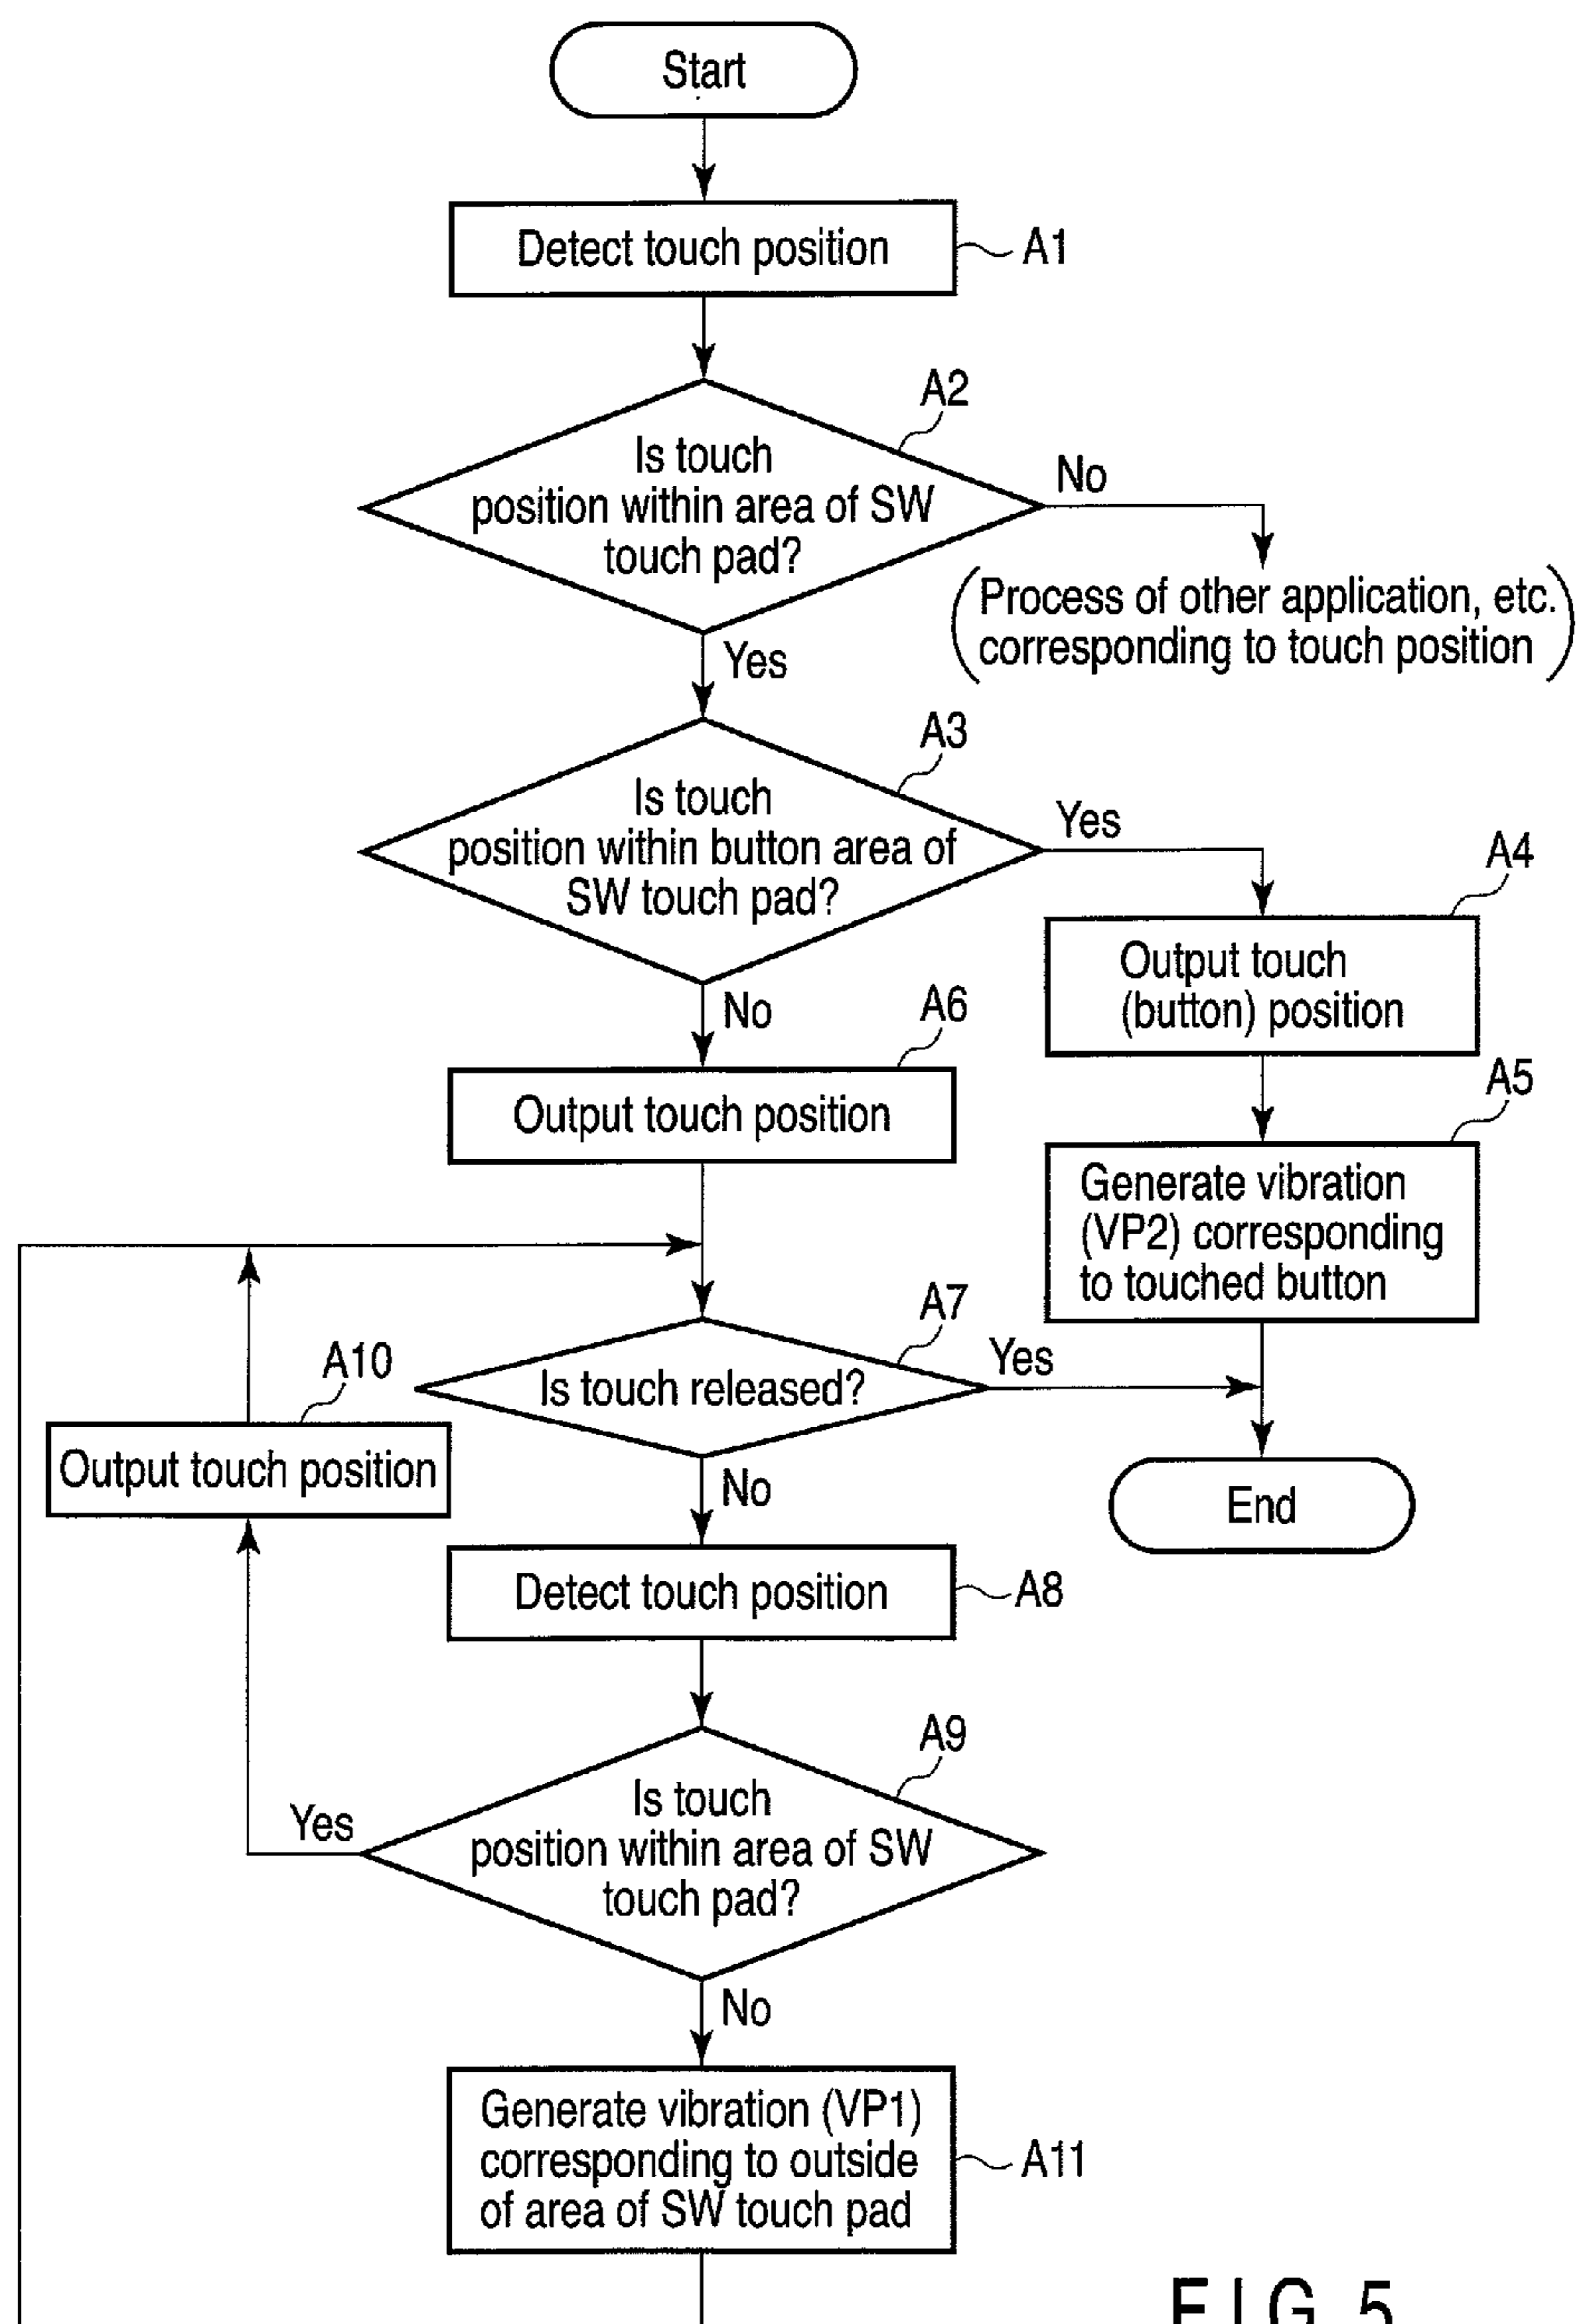 Start
Detect touch position
A1
A2
Is touch
position within area of SW
touch pad?
No
(Process of other application, etc.
corresponding to touch position)
Yes
A3
Is touch
position within button area of
SW touch pad?
Yes
A4
Output touch
(button) position
No
A6
Output touch position
A5
Generate vibration
(VP2) corresponding
to touched button
A7
Is touch released?
Yes
A10
Output touch position
No
End
Detect touch position
A8
A9
Is touch
position within area of SW
touch pad?
Yes
No
Generate vibration (VP1)
corresponding to outside
of area of SW touch pad
A11
FIG. 5